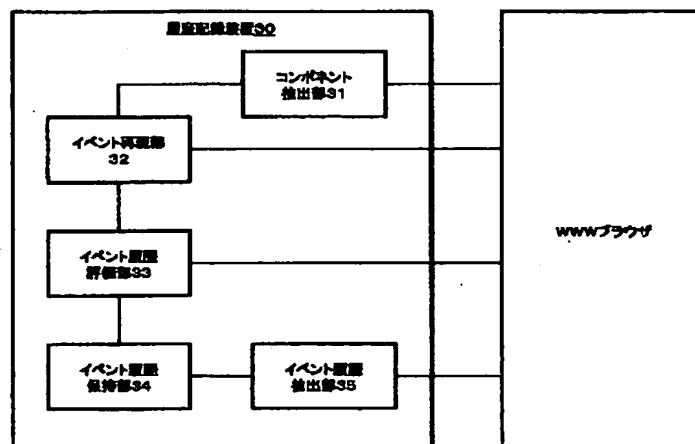 履歴記録装置30
コンポネント
抽出部31
イベント再現部
32
WWWブラウザ
イベント履歴
評価部33
イベント履歴
保持部34
イベント履歴
抽出部35